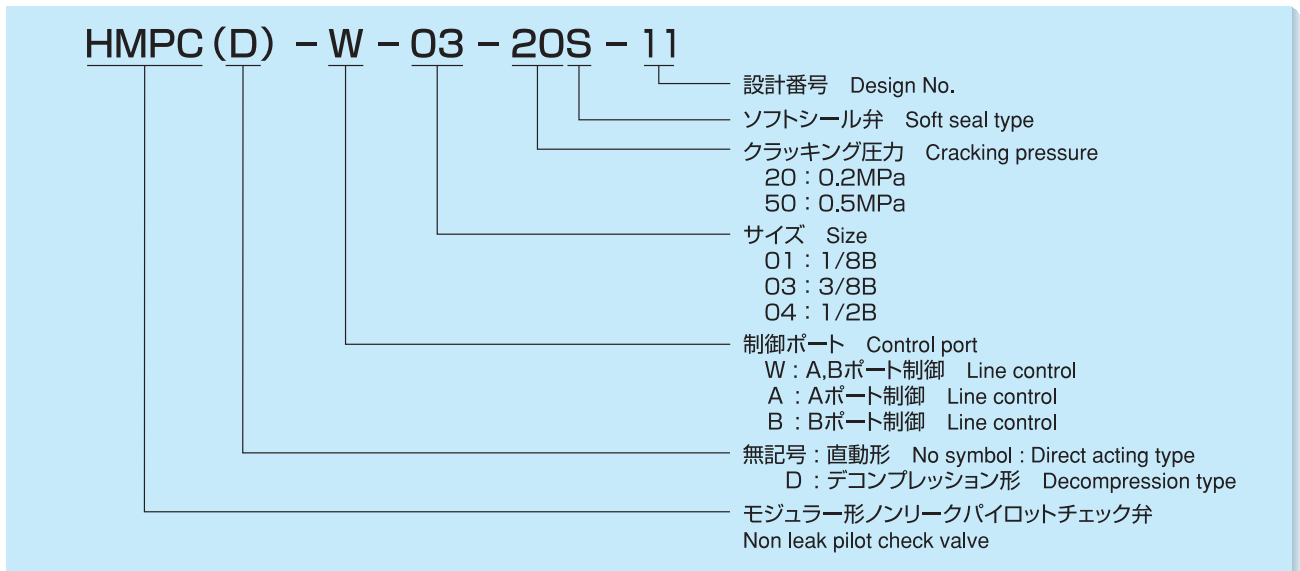 HMPC(D)-W-03-20S-11
設計番号 Design No.
ソフトシール弁 Soft seal type
クラッキング圧力 Cracking pressure
20:0.2MPa
50:0.5MPa
サイズ Size
01:1/8B
03:3/8B
04:1/2B
制御ポート Control port
W:A,Bポート制御 Line control
A:Aポート制御 Line control
B:Bポート制御 Line control
無記号:直動形 No symbol : Direct acting type
D:デコンプレッション形 Decompression type
モジュラー形ノンリークパイロットチェック弁
Non leak pilot check valve